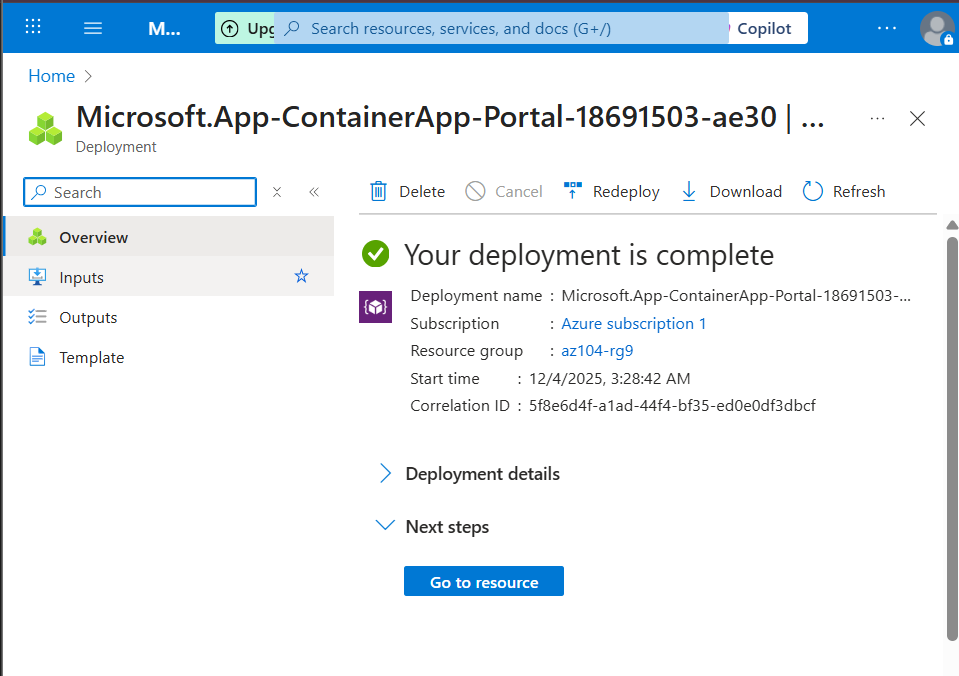 M...
Upg
Search resources, services, and docs (G+/)
Copilot
...
Home
Microsoft.App-ContainerApp-Portal-18691503-ae30 | ...
...
Deployment
Search
Delete
Cancel
Redeploy
Download
Refresh
Overview
Inputs
Outputs
Template
Your deployment is complete
Deployment name : Microsoft.App-ContainerApp-Portal-18691503-...
Subscription : Azure subscription 1
Resource group : az104-rg9
Start time : 12/4/2025, 3:28:42 AM
Correlation ID : 5f8e6d4f-a1ad-44f4-bf35-ed0e0df3dbcf
Deployment details
Next steps
Go to resource